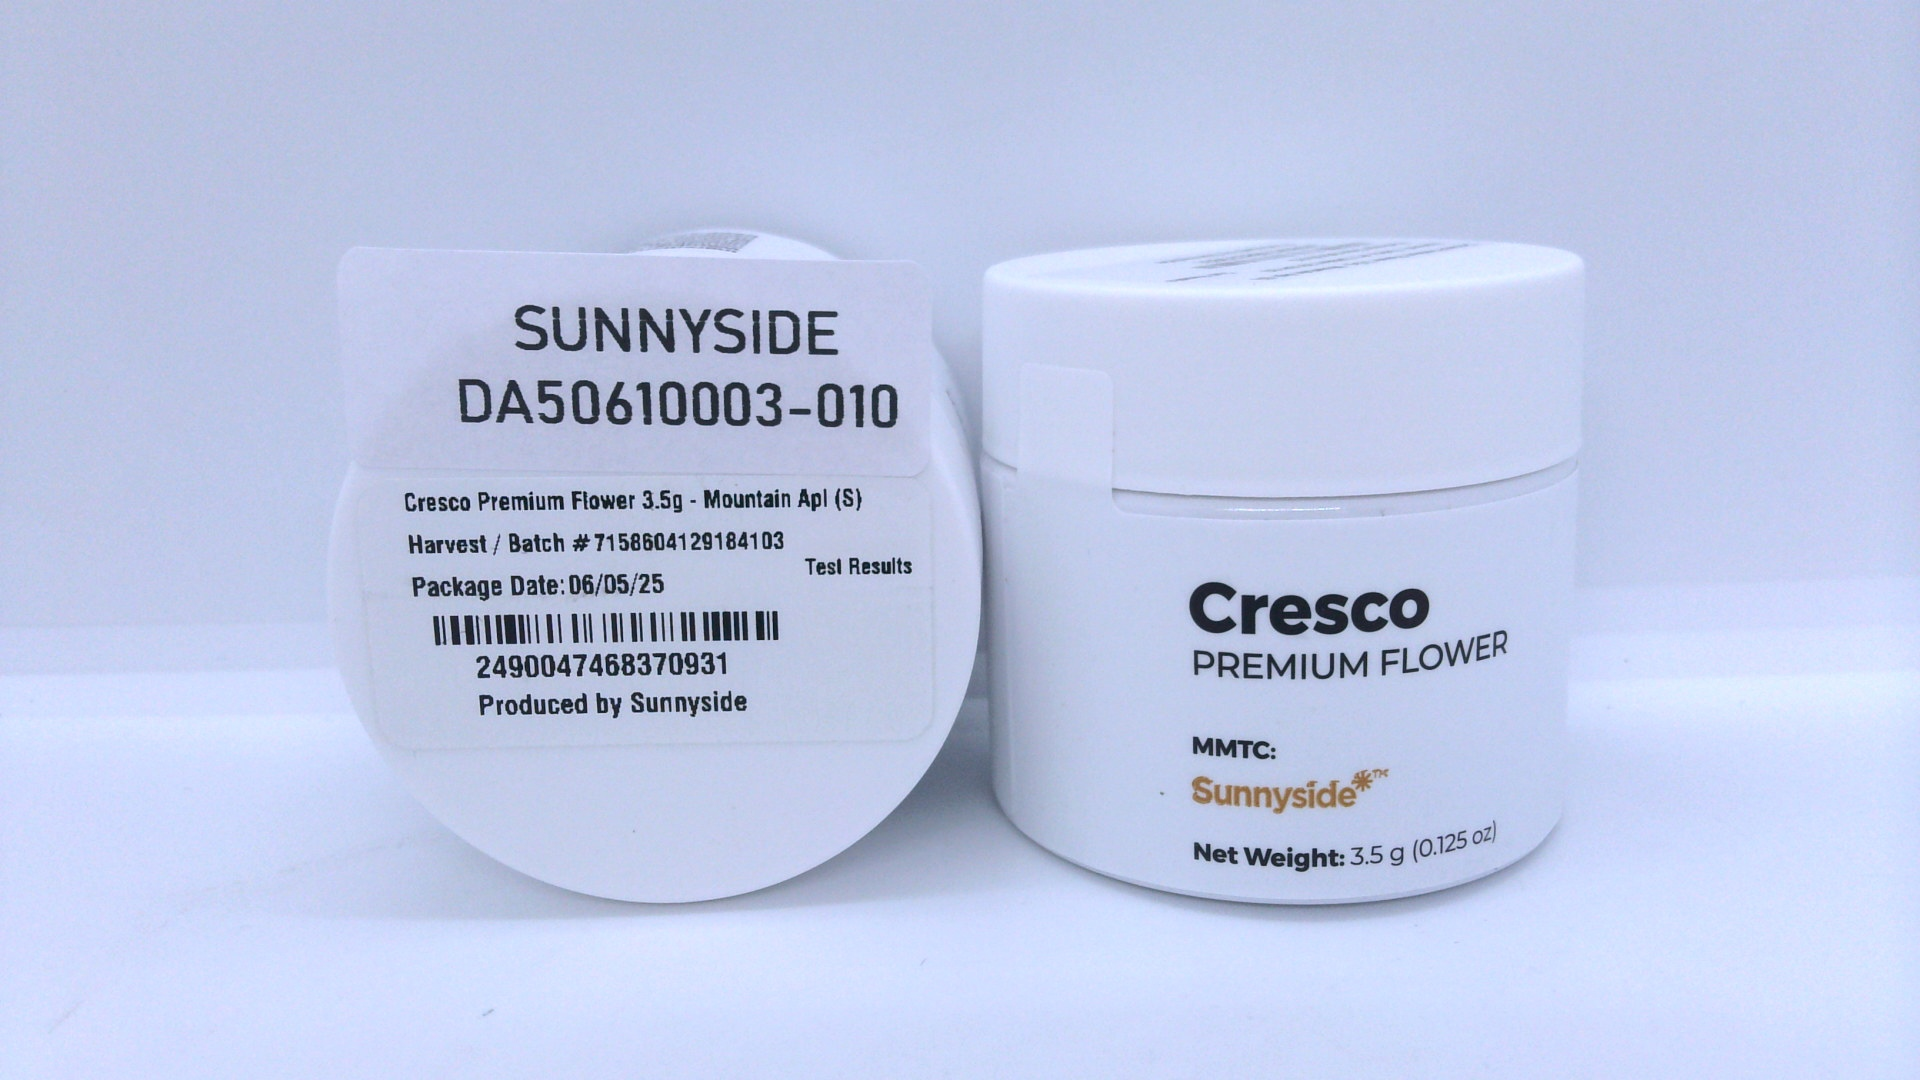 SUNNYSIDE
DA50610003-010
Cresco Premium Flower 3.5g - Mountain Apl (S)
Harvest / Batch #7158604129184103
Test Results
Package Date: 06/05/25
2490047468370931
Produced by Sunnyside
Cresco
PREMIUM FLOWER
MMTC:
Sunnyside*™
Net Weight: 3.5 g (0.125 oz)